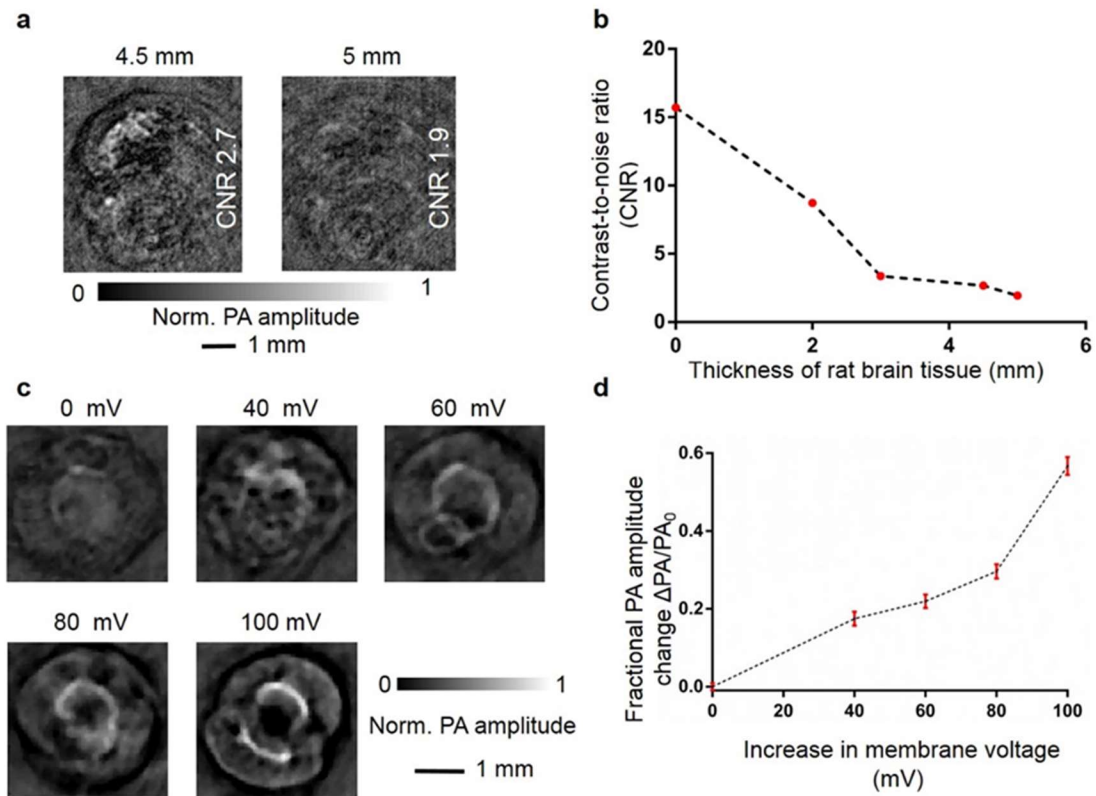 a
4.5 mm
5 mm
CNR 2.7
CNR 1.9
0
1
Norm. PA amplitude
1 mm
b
20
15
10
5
0
Contrast-to-noise ratio
(CNR)
0
2
4
6
Thickness of rat brain tissue (mm)
c
0 mV
40 mV
60 mV
80 mV
100 mV
0
1
Norm. PA amplitude
1 mm
d
0.6
0.4
0.2
0.0
Fractional PA amplitude
change ΔPA/PA₀
0
20
40
60
80
100
Increase in membrane voltage
(mV)